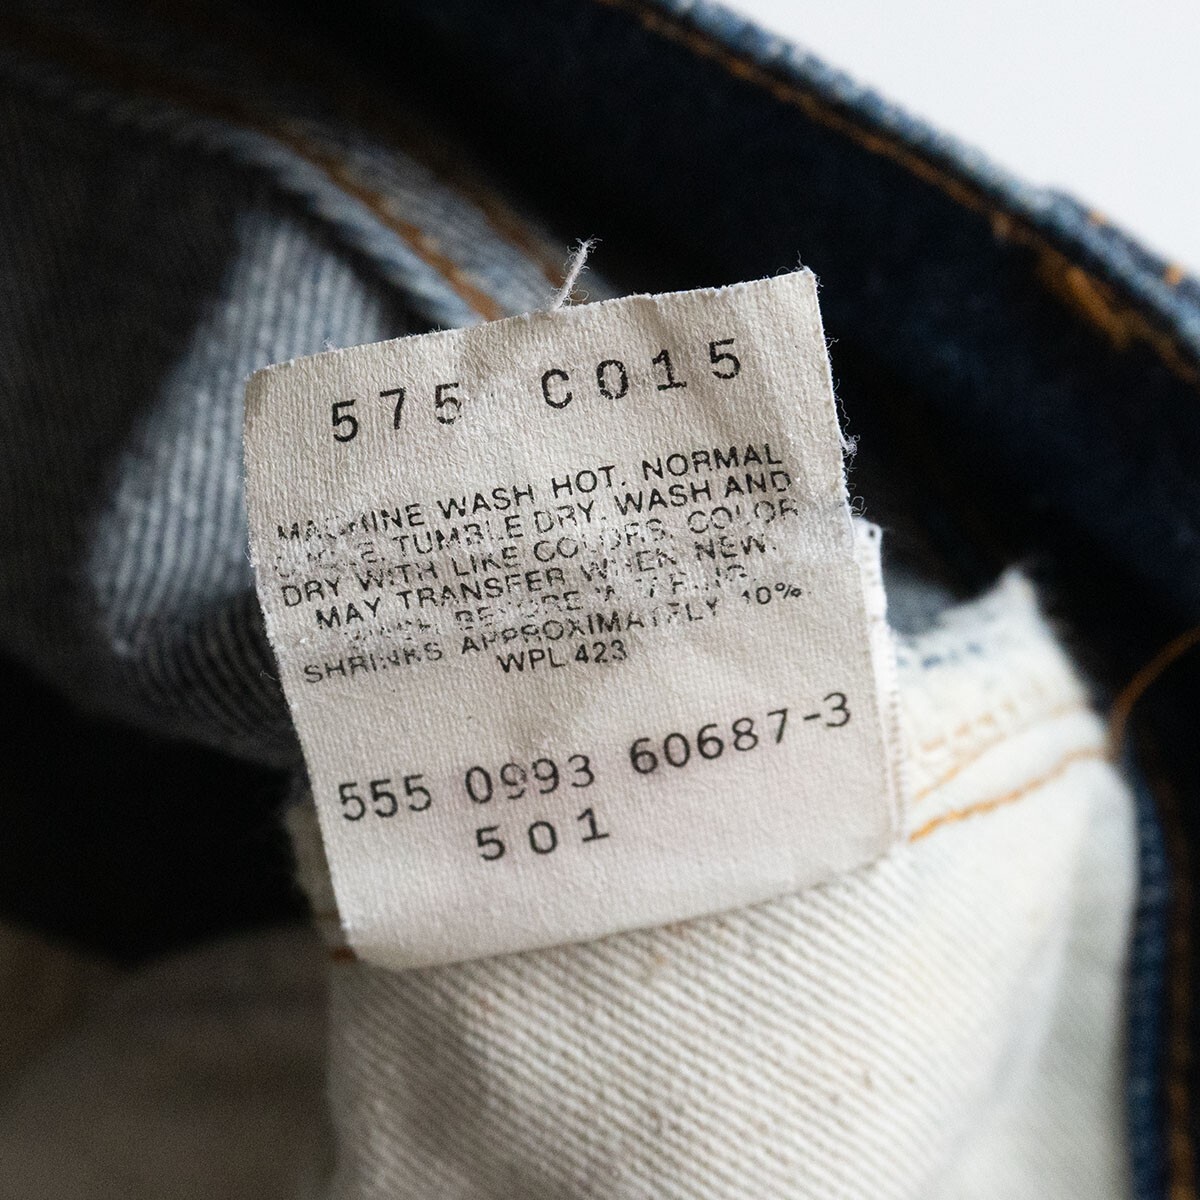 575 C015
MACHINE WASH HOT. NORMAL
TUMBLE DRY. WASH AND
DRY WITH LIKE COLORS. COLOR
MAY TRANSFER WHEN NEW.
BEFORE
SHRINKS APPROXIMATELY 10%
WPL 423
555 0993 60687-3
501